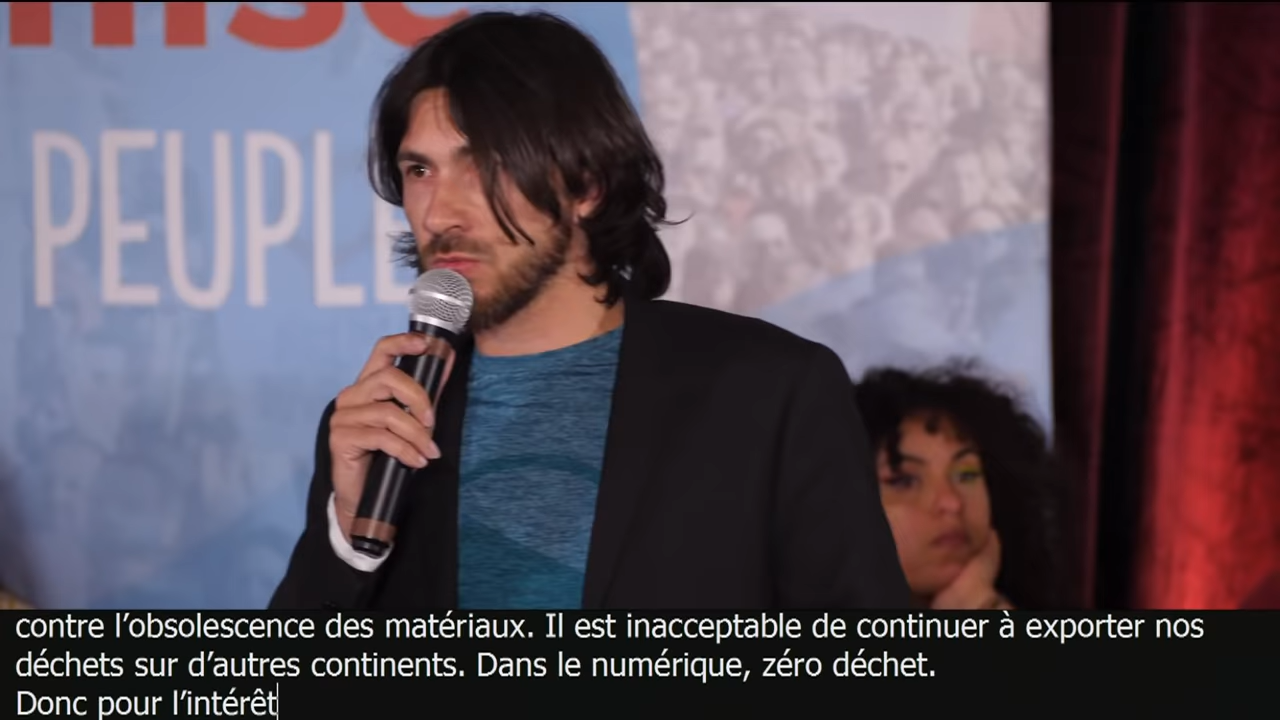 PEUPLE
contre l’obsolescence des matériaux. Il est inacceptable de continuer à exporter nos
déchets sur d’autres continents. Dans le numérique, zéro déchet.
Donc pour l’intérêt